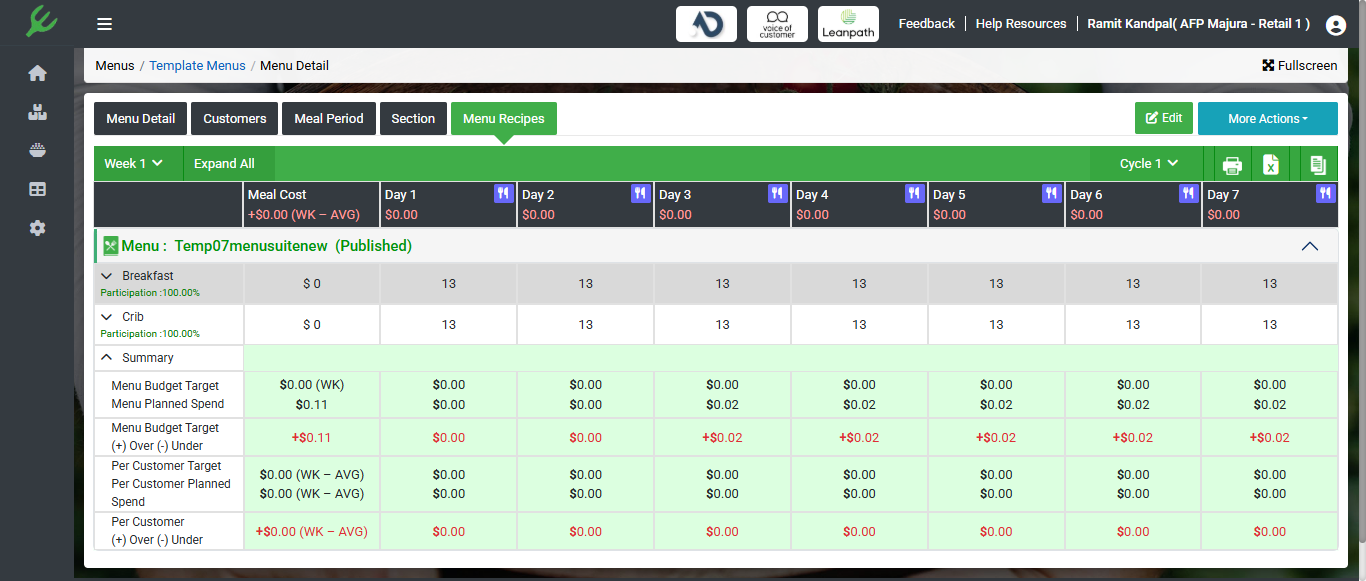 voice of customer
Leanpath
Feedback
Help Resources
Ramit Kandpal( AFP Majura - Retail 1 )
Menus / Template Menus / Menu Detail
Fullscreen
Menu Detail
Customers
Meal Period
Section
Menu Recipes
Edit
More Actions
Week 1
Expand All
Cycle 1
Meal Cost Day 1 Day 2 Day 3 Day 4 Day 5 Day 6 Day 7
+$0.00 (WK – AVG) $0.00 $0.00 $0.00 $0.00 $0.00 $0.00 $0.00
Menu : Temp07menusuitenew (Published)
Breakfast
Participation :100.00%
$ 0 13 13 13 13 13 13 13
Crib
Participation :100.00%
$ 0 13 13 13 13 13 13 13
Summary
Menu Budget Target $0.00 (WK) $0.00 $0.00 $0.00 $0.00 $0.00 $0.00 $0.00
Menu Planned Spend $0.11 $0.00 $0.00 $0.02 $0.02 $0.02 $0.02 $0.02
Menu Budget Target
(+) Over (-) Under
+$0.11 $0.00 $0.00 +$0.02 +$0.02 +$0.02 +$0.02 +$0.02
Per Customer Target
Per Customer Planned
Spend
$0.00 (WK – AVG) $0.00 $0.00 $0.00 $0.00 $0.00 $0.00 $0.00
$0.00 (WK – AVG) $0.00 $0.00 $0.00 $0.00 $0.00 $0.00 $0.00
Per Customer
(+) Over (-) Under
+$0.00 (WK – AVG) $0.00 $0.00 $0.00 $0.00 $0.00 $0.00 $0.00